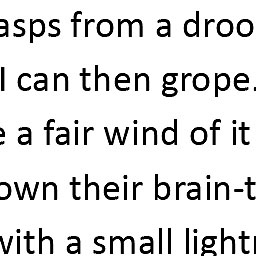 asps from a droo
I can then grope.
e a fair wind of it
own their brain-t
with a small lightn